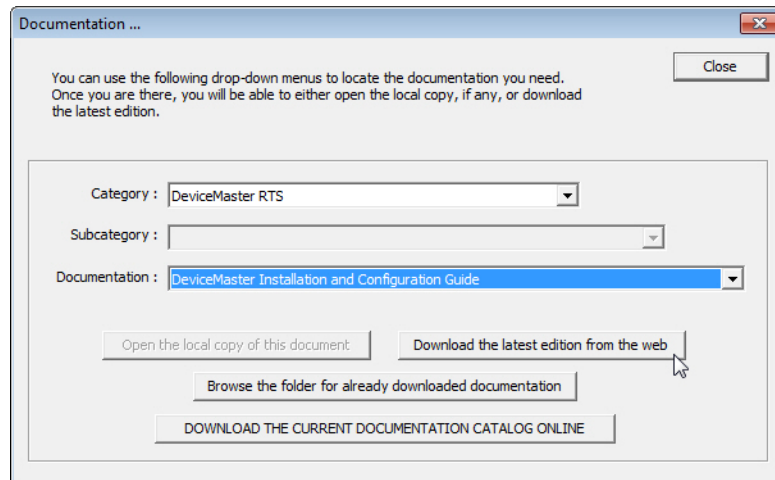 Documentation ...
Close
You can use the following drop-down menus to locate the documentation you need.
Once you are there, you will be able to either open the local copy, if any, or download
the latest edition.
Category : DeviceMaster RTS
Subcategory :
Documentation : DeviceMaster Installation and Configuration Guide
Open the local copy of this document Download the latest edition from the web
Browse the folder for already downloaded documentation
DOWNLOAD THE CURRENT DOCUMENTATION CATALOG ONLINE